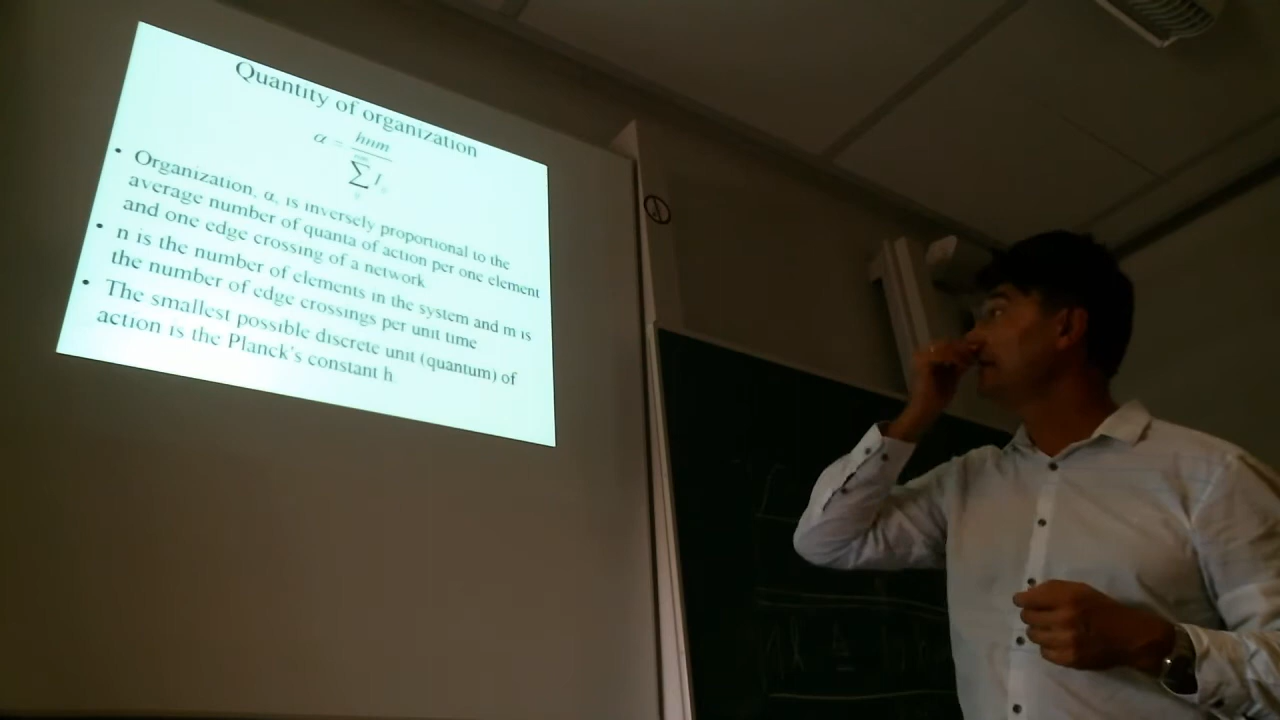 Quantity of organization
α = hnm
∑ I
• Organization, α, is inversely proportional to the
average number of quanta of action per one element
and one edge crossing of a network
• n is the number of elements in the system and m is
the number of edge crossings per unit time
• The smallest possible discrete unit (quantum) of
action is the Planck's constant h